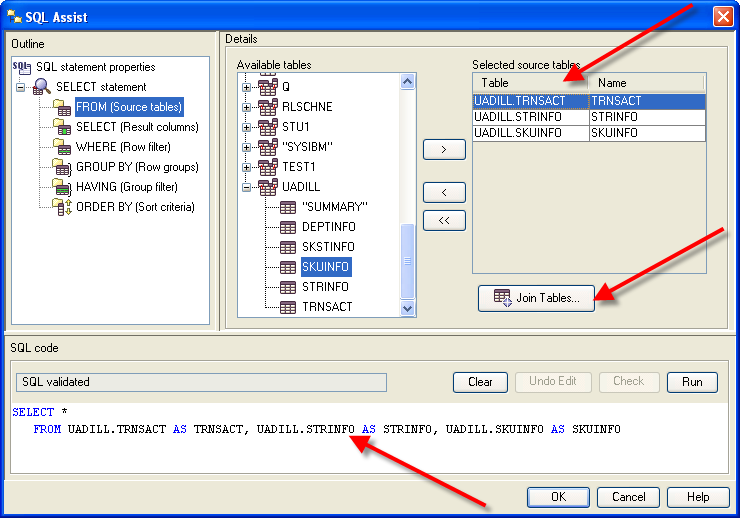 SQL Assist
Outline
SQL SQL statement properties
SELECT statement
FROM (Source tables)
SELECT (Result columns)
WHERE (Row filter)
GROUP BY (Row groups)
HAVING (Group filter)
ORDER BY (Sort criteria)
Details
Available tables
Q
RLSCHNE
STU1
"SYSIBM"
TEST1
UADILL
"SUMMARY"
DEPTINFO
SKSTINFO
SKUINFO
STRINFO
TRNSACT
>
<
<<
Selected source tables
Table Name
UADILL.TRNSACT TRNSACT
UADILL.STRINFO STRINFO
UADILL.SKUINFO SKUINFO
Join Tables...
SQL code
SQL validated
Clear Undo Edit Check Run
SELECT *
FROM UADILL.TRNSACT AS TRNSACT, UADILL.STRINFO AS STRINFO, UADILL.SKUINFO AS SKUINFO
OK Cancel Help